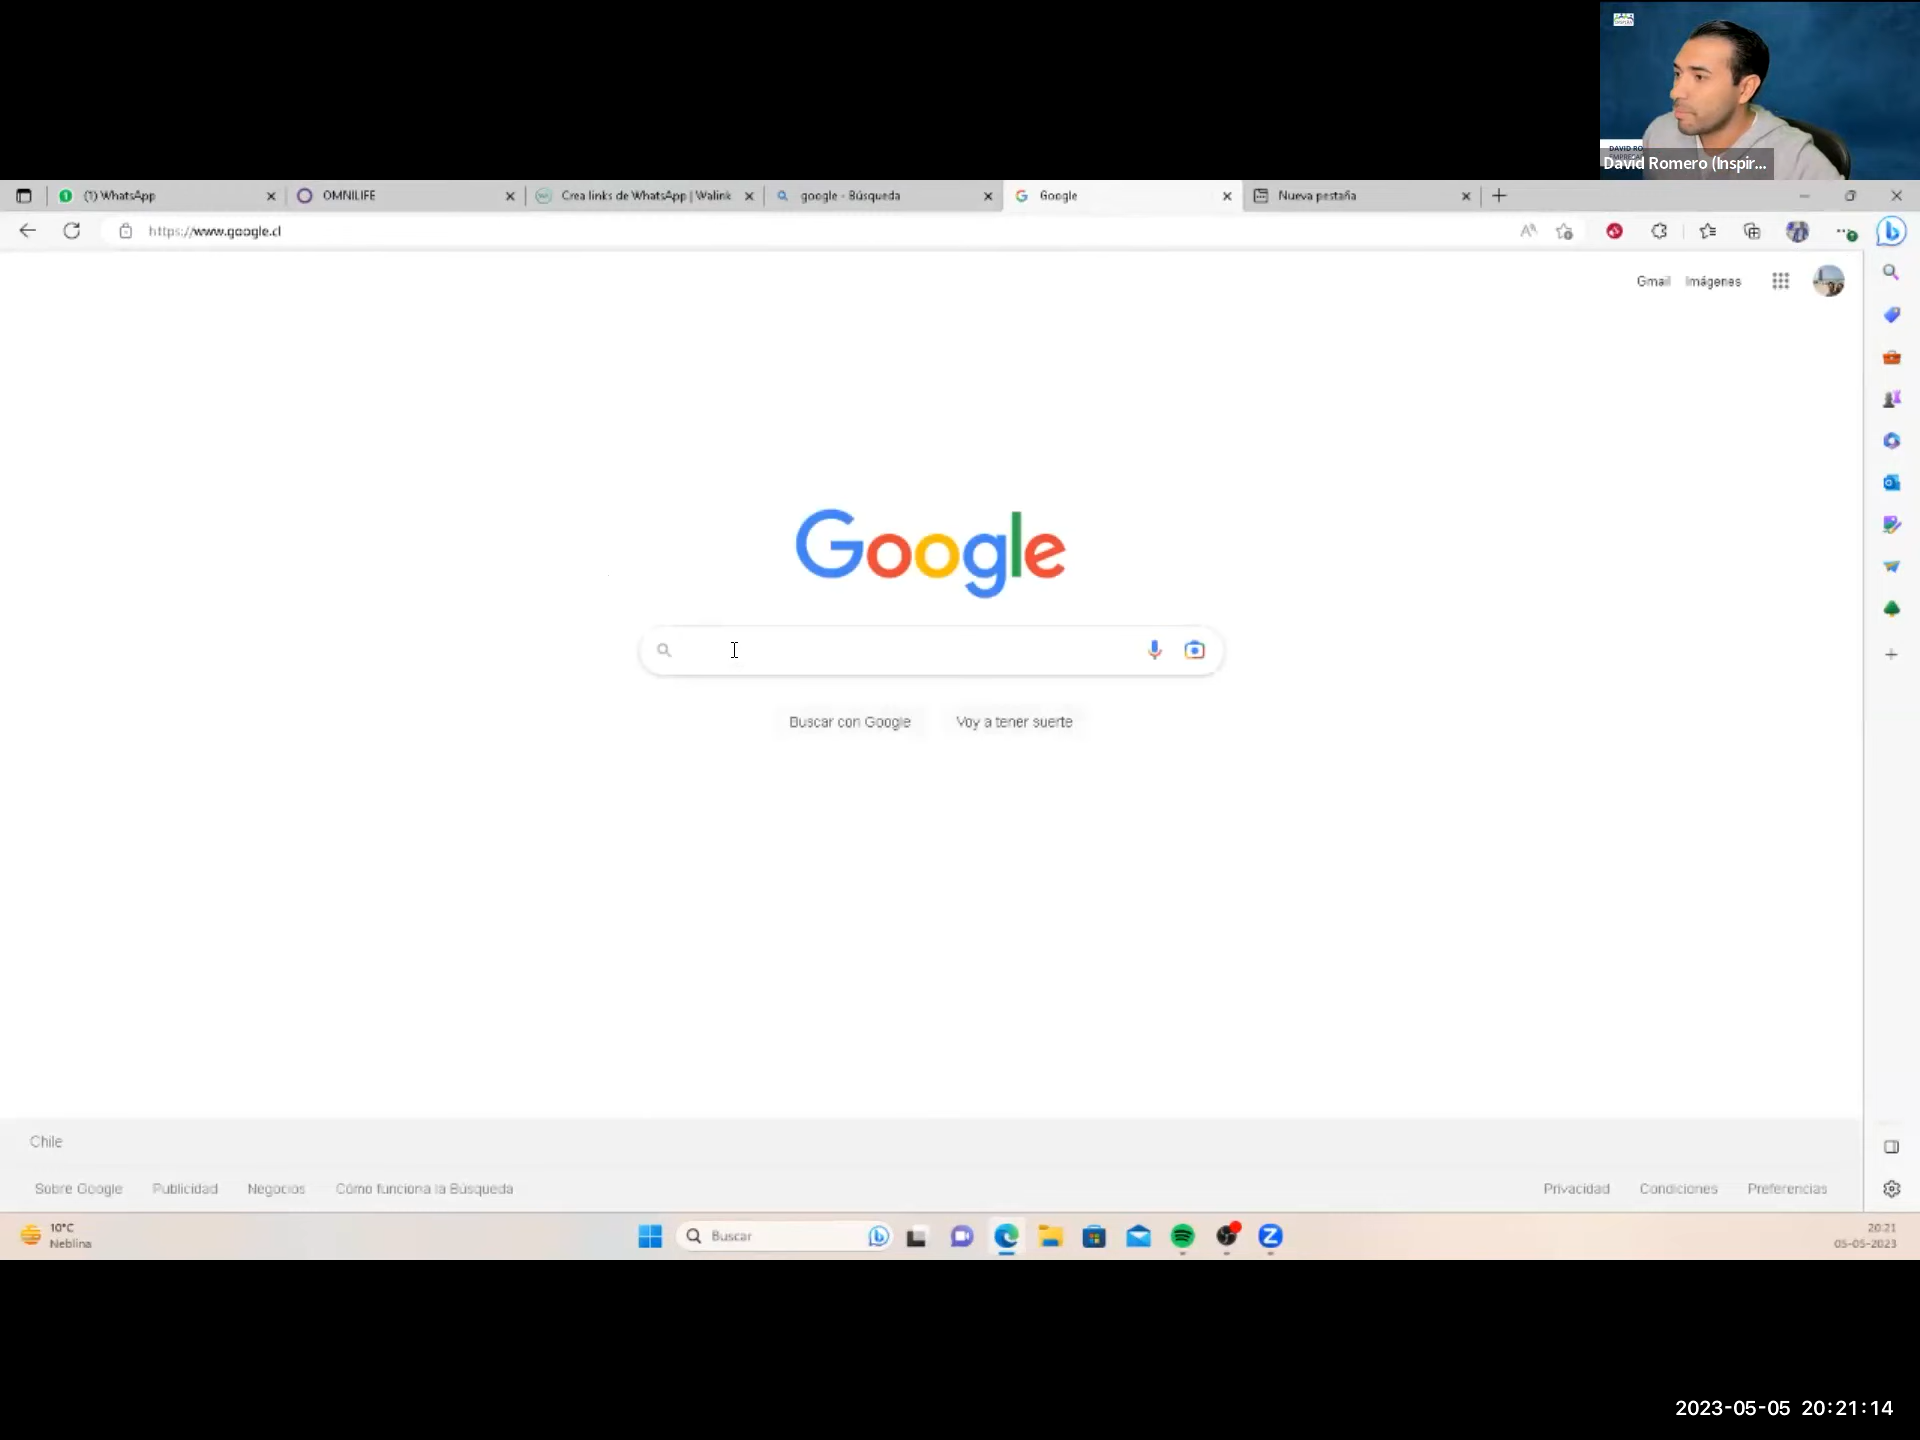 DAVID RO
David Romero (Inspir...
(1) WhatsApp
OMNILIFE
Crea links de WhatsApp | Walink
google - Búsqueda
Google
Nueva pestaña
https://www.google.cl
Gmail Imágenes
Google
Buscar con Google Voy a tener suerte
Chile
Sobre Google Publicidad Negocios Cómo funciona la Búsqueda Privacidad Condiciones Preferencias
10°C
Neblina
Buscar
20:21
05-05-2023
2023-05-05 20:21:14